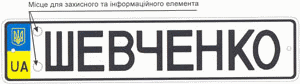 Місце для захисного та інформаційного елемента
UA ШЕВЧЕНКО